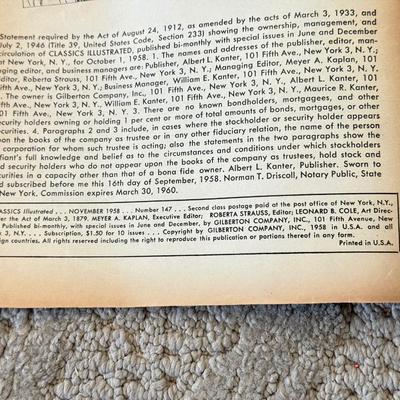 Statement required by the Act of August 24, 1912, as amended by the acts of March 3, 1933, and
July 2, 1946 (Title 39, United States Code, Section 233) showing the ownership, management, and
circulation of CLASSICS ILLUSTRATED, published bi-monthly with special issues in June and December
at New York, N. Y., for October 1, 1958. 1. The names and addresses of the publisher, editor, man-
aging editor, and business managers are: Publisher, Albert L. Kanter, 101 Fifth Ave., New York 3, N. Y.;
Editor, Roberta Strauss, 101 Fifth Ave., New York 3, N. Y.; Managing Editor, Meyer A. Kaplan, 101
Fifth Ave., New York 3, N. Y.; Business Manager, William E. Kanter, 101 Fifth Ave., New York 3, N. Y.
. The owner is Gilberton Company, Inc., 101 Fifth Ave., New York 3, N. Y., Albert L. Kanter, 101
Fifth Ave., New York 3, N. Y., William E. Kanter, 101 Fifth Ave., New York 3, N. Y., Maurice R. Kanter,
01 Fifth Ave., New York 3, N. Y. 3. There are no known bondholders, mortgagees, and other
security holders owning or holding 1 per cent or more of total amount of bonds, mortgages, or other
securities. 4. Paragraphs 2 and 3 include, in cases where the stockholder or security holder appears
upon the books of the company as trustee or in any other fiduciary relation, the name of the person
corporation for whom such trustee is acting; also the statements in the two paragraphs show the
fiant's full knowledge and belief as to the circumstances and conditions under which stockholders
d security holders who do not appear upon the books of the company as trustees, hold stock and
curities in a capacity other than that of a bona fide owner. Albert L. Kanter, Publisher. Sworn to
d subscribed before me this 16th day of September, 1958. Norman T. Driscoll, Notary Public, State
New York, Commission expires March 30, 1960.
ASSICS Illustrated . . . NOVEMBER 1958 . . . Number 147 . . . Second class postage paid at the post office of New York, N.Y.,
der the Act of March 3, 1879. MEYER A. KAPLAN, Executive Editor; ROBERTA STRAUSS, Editor; LEONARD B. COLE, Art Direc-
Published bi-monthly, with special issues in June and December, by GILBERTON COMPANY, INC., 101 Fifth Avenue, New
k 3, N.Y. . . . Subscription, $1.50 for 10 issues . . . Copyright by GILBERTON COMPANY, INC., 1958 in U.S.A. and all
ign countries. All rights reserved including the right to reproduce this publication or portions thereof in any form.
Printed in U.S.A.